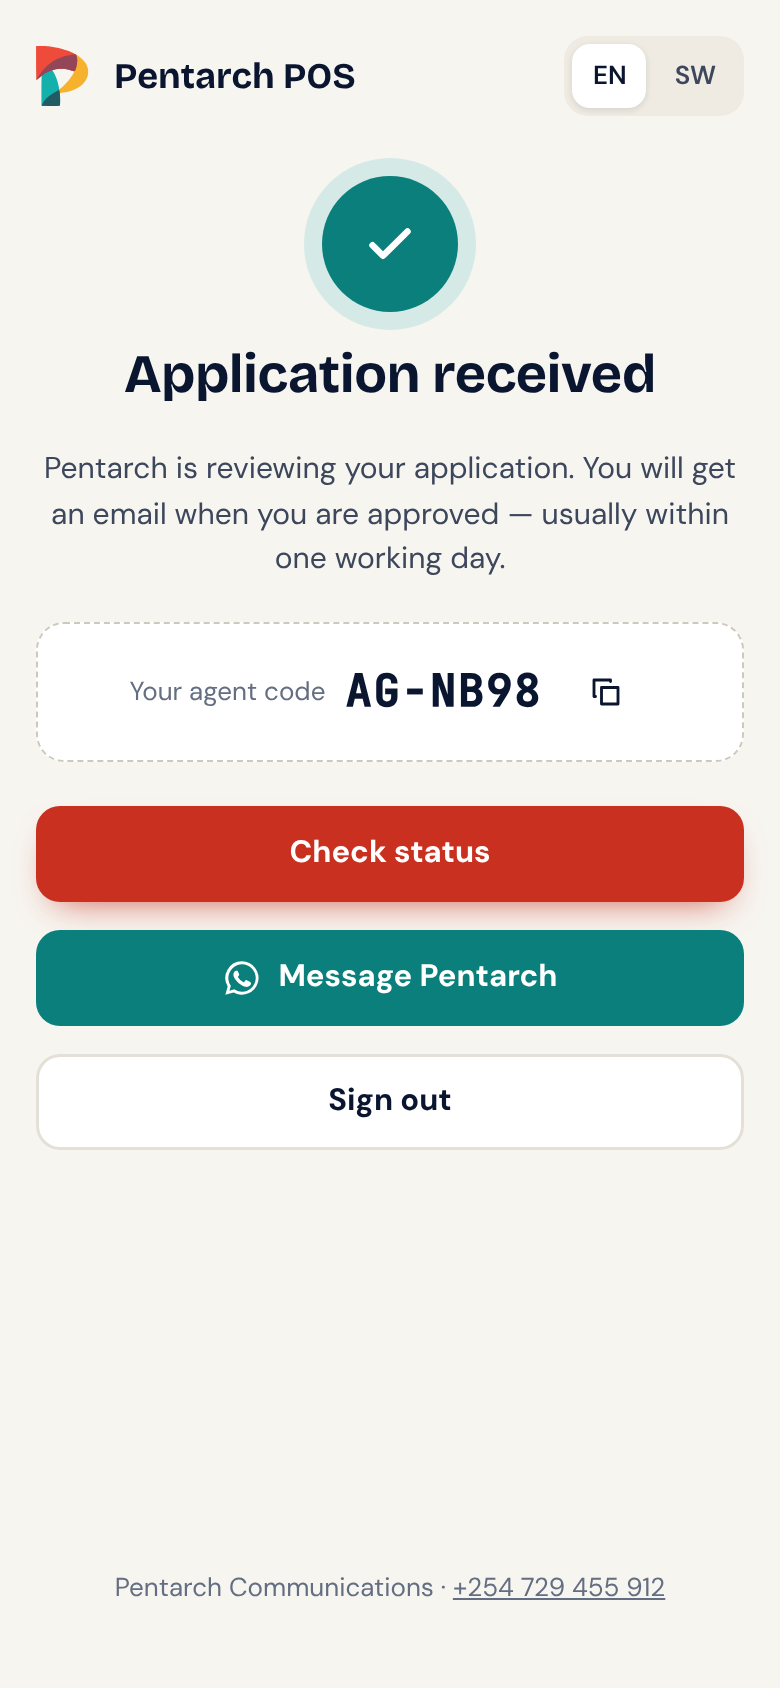 Pentarch POS
EN
SW
Application received
Pentarch is reviewing your application. You will get
an email when you are approved — usually within
one working day.
Your agent code AG-NB98
Check status
Message Pentarch
Sign out
Pentarch Communications · +254 729 455 912